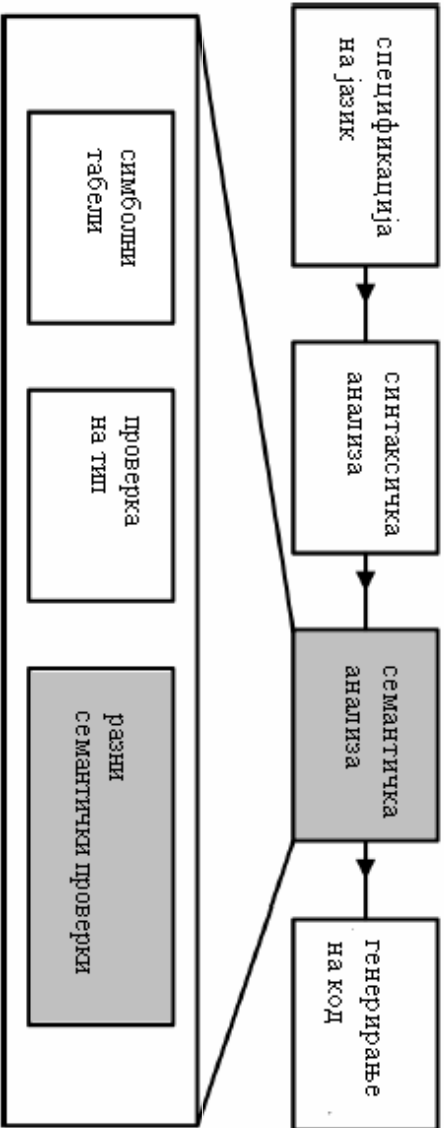 спецификација
на јазик
синтаксичка
анализа
семантичка
анализа
генерирање
на код
симболни
табели
проверка
на тип
разни
семантички проверки